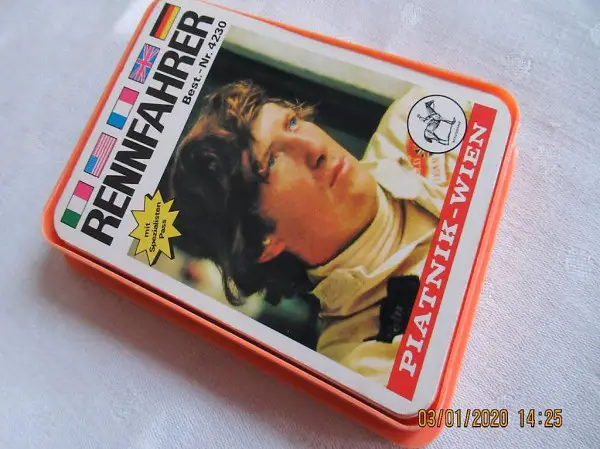 RENNFAHRER
Best.-Nr. 4230
mit
Spezialisten
Pass
PIATNIK-WIEN
03/01/2020 14:25